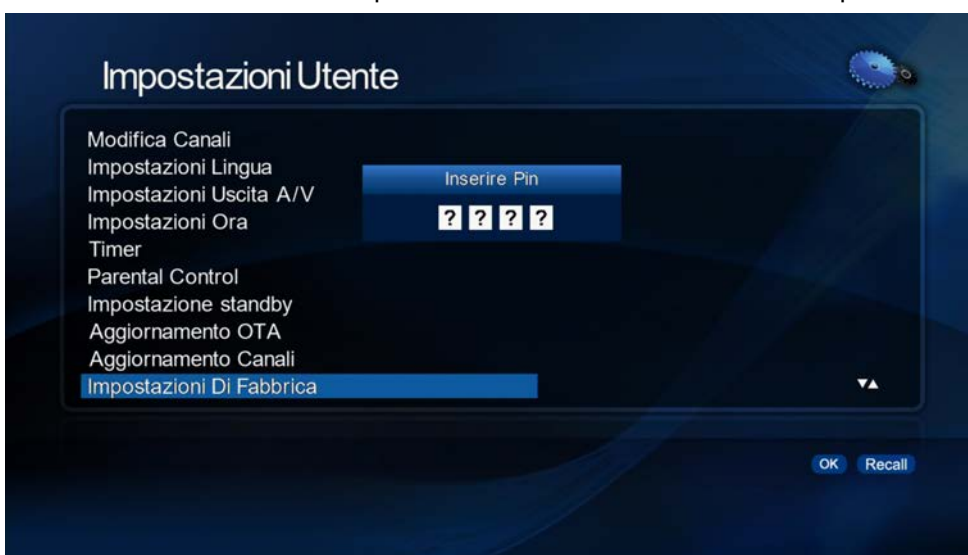 Impostazioni Utente
Modifica Canali
Impostazioni Lingua
Impostazioni Uscita A/V
Impostazioni Ora
Timer
Parental Control
Impostazione standby
Aggiornamento OTA
Aggiornamento Canali
Impostazioni Di Fabbrica
Inserire Pin
? ? ? ?
OK Recall